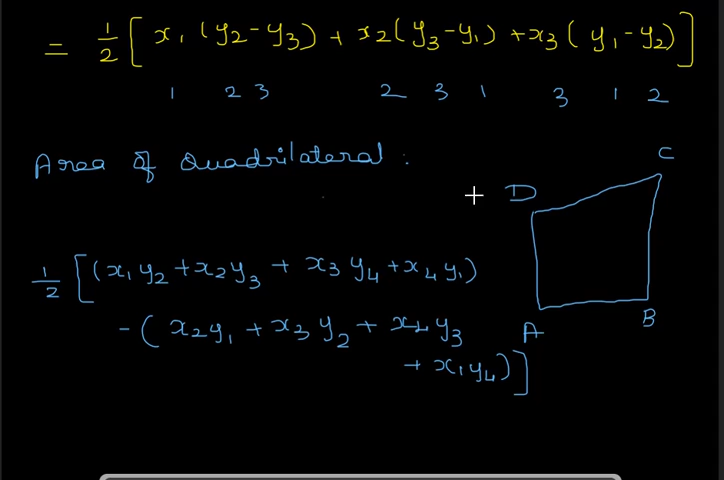 = 1/2 [ x₁ (y₂ - y₃) + x₂ (y₃ - y₁) + x₃ ( y₁ - y₂) ]
1 2 3 2 3 1 3 1 2
Area of Quadrilateral :
C
D
1/2 [ (x₁ y₂ + x₂ y₃ + x₃ y₄ + x₄ y₁)
- ( x₂ y₁ + x₃ y₂ + x₄ y₃
+ x₁ y₄) ]
A
B